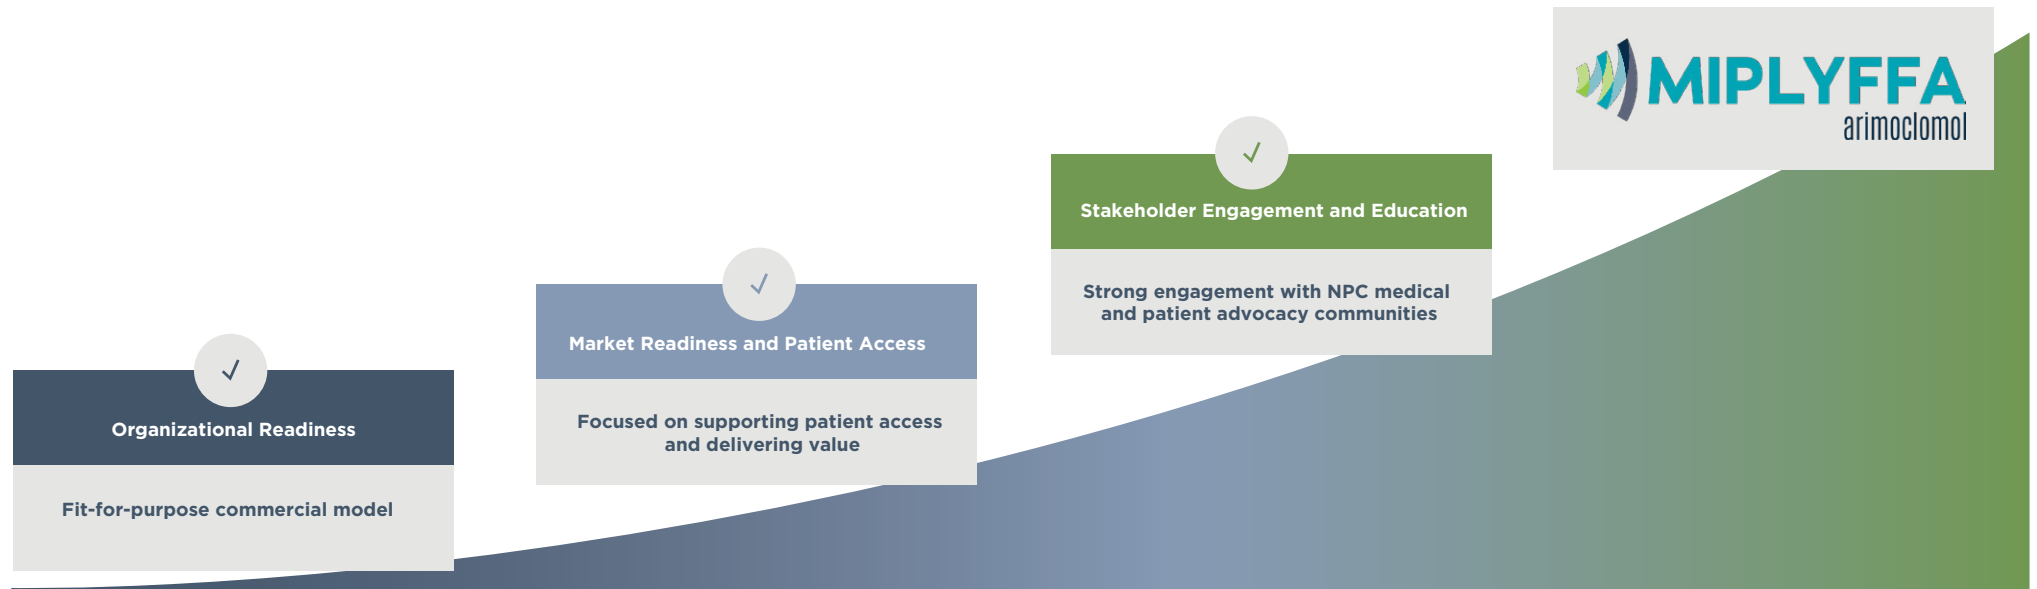 Organizational Readiness
Fit-for-purpose commercial model
Market Readiness and Patient Access
Focused on supporting patient access
and delivering value
Stakeholder Engagement and Education
Strong engagement with NPC medical
and patient advocacy communities
MIPLYFFA
arimoclomol